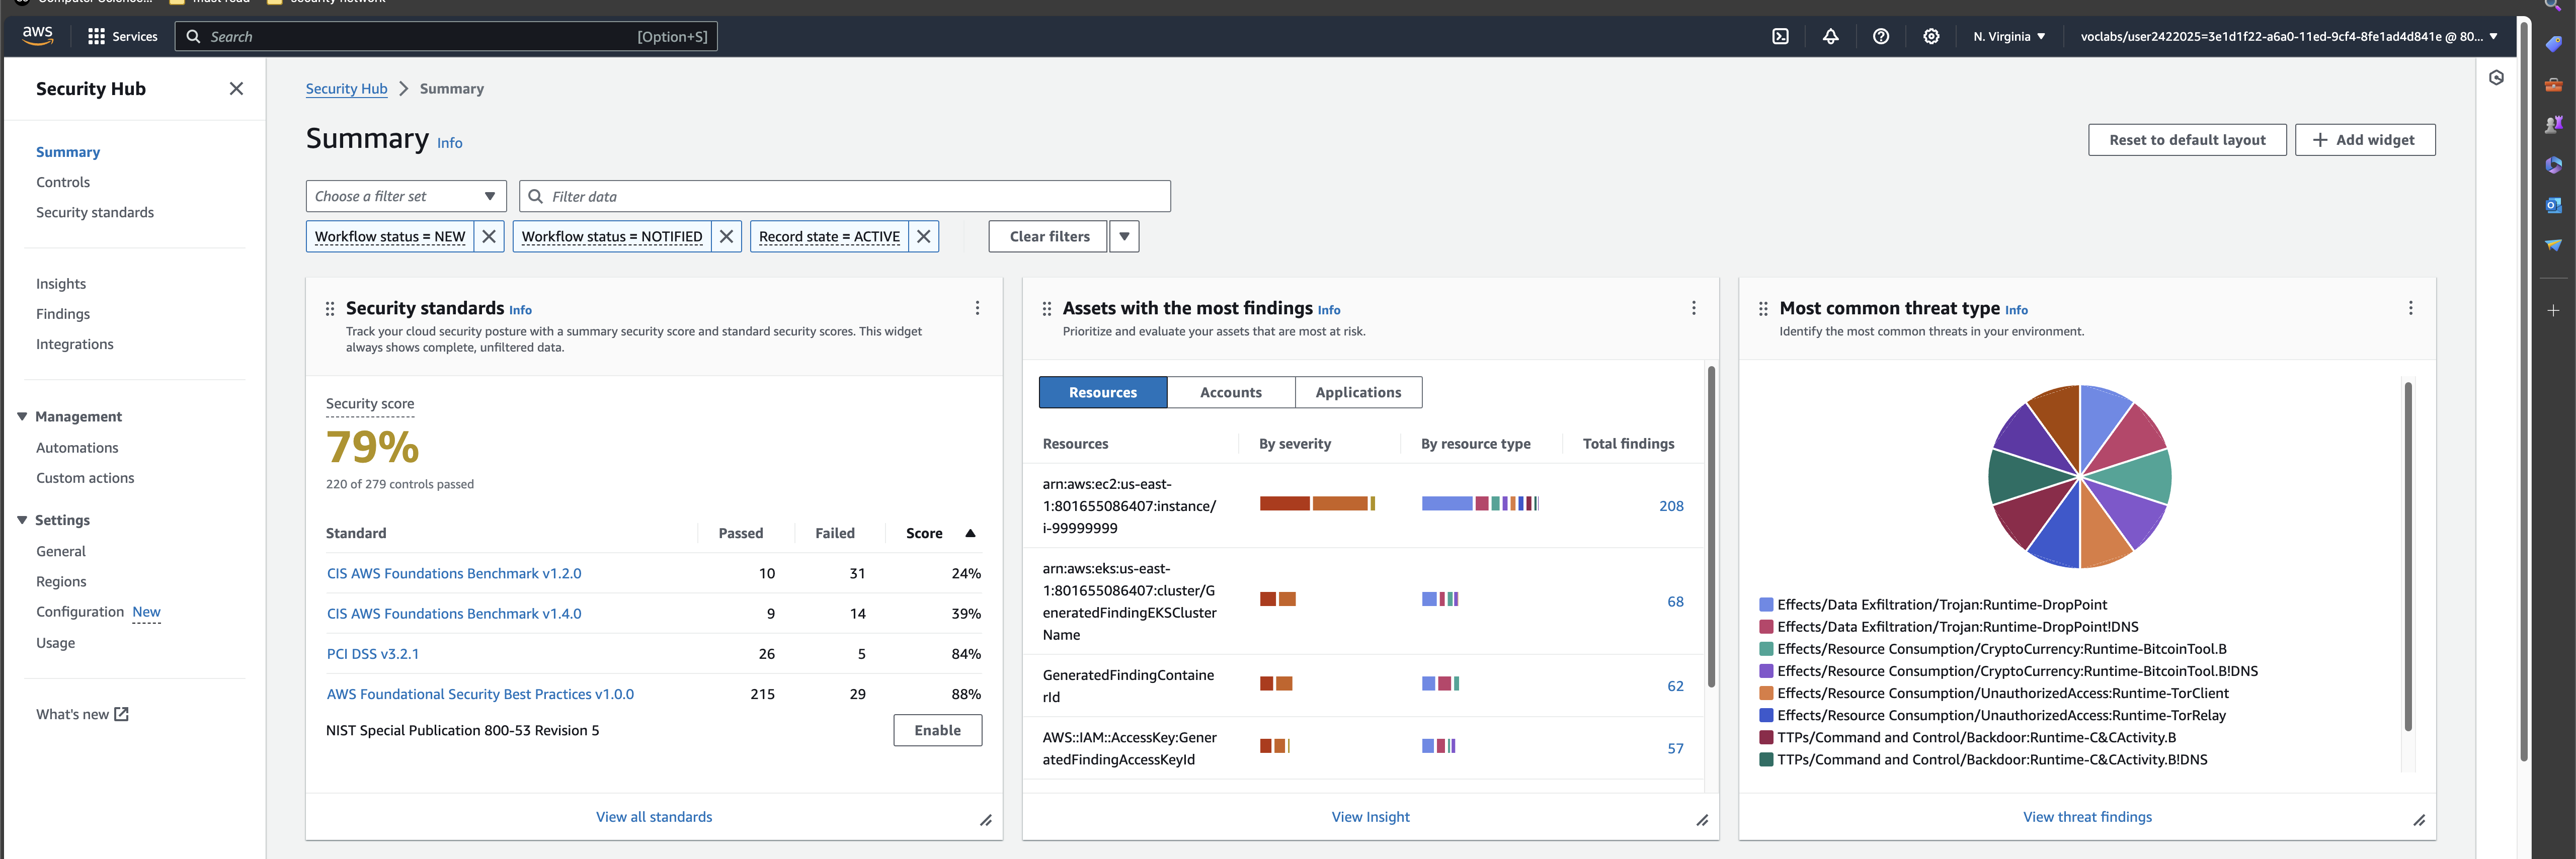 aws
Services
Search
[Option+S]
N. Virginia
voclabs/user2422025=3e1d1f22-a6a0-11ed-9cf4-8fe1ad4d841e @ 80...
Security Hub
Summary
Controls
Security standards
Insights
Findings
Integrations
Management
Automations
Custom actions
Settings
General
Regions
Configuration New
Usage
What's new
Security Hub > Summary
Summary Info
Reset to default layout
Add widget
Choose a filter set
Filter data
Workflow status = NEW
Workflow status = NOTIFIED
Record state = ACTIVE
Clear filters
Security standards Info
Track your cloud security posture with a summary security score and standard security scores. This widget
always shows complete, unfiltered data.
Security score
79%
220 of 279 controls passed
Standard Passed Failed Score
CIS AWS Foundations Benchmark v1.2.0 10 31 24%
CIS AWS Foundations Benchmark v1.4.0 9 14 39%
PCI DSS v3.2.1 26 5 84%
AWS Foundational Security Best Practices v1.0.0 215 29 88%
NIST Special Publication 800-53 Revision 5 Enable
View all standards
Assets with the most findings Info
Prioritize and evaluate your assets that are most at risk.
Resources Accounts Applications
Resources By severity By resource type Total findings
arn:aws:ec2:us-east-
1:801655086407:instance/
i-99999999
208
arn:aws:eks:us-east-
1:801655086407:cluster/G
eneratedFindingEKSCluster
Name
68
GeneratedFindingContaine
rId
62
AWS::IAM::AccessKey:Gener
atedFindingAccessKeyId
57
View Insight
Most common threat type Info
Identify the most common threats in your environment.
Effects/Data Exfiltration/Trojan:Runtime-DropPoint
Effects/Data Exfiltration/Trojan:Runtime-DropPoint!DNS
Effects/Resource Consumption/CryptoCurrency:Runtime-BitcoinTool.B
Effects/Resource Consumption/CryptoCurrency:Runtime-BitcoinTool.B!DNS
Effects/Resource Consumption/UnauthorizedAccess:Runtime-TorClient
Effects/Resource Consumption/UnauthorizedAccess:Runtime-TorRelay
TTPs/Command and Control/Backdoor:Runtime-C&CActivity.B
TTPs/Command and Control/Backdoor:Runtime-C&CActivity.B!DNS
View threat findings